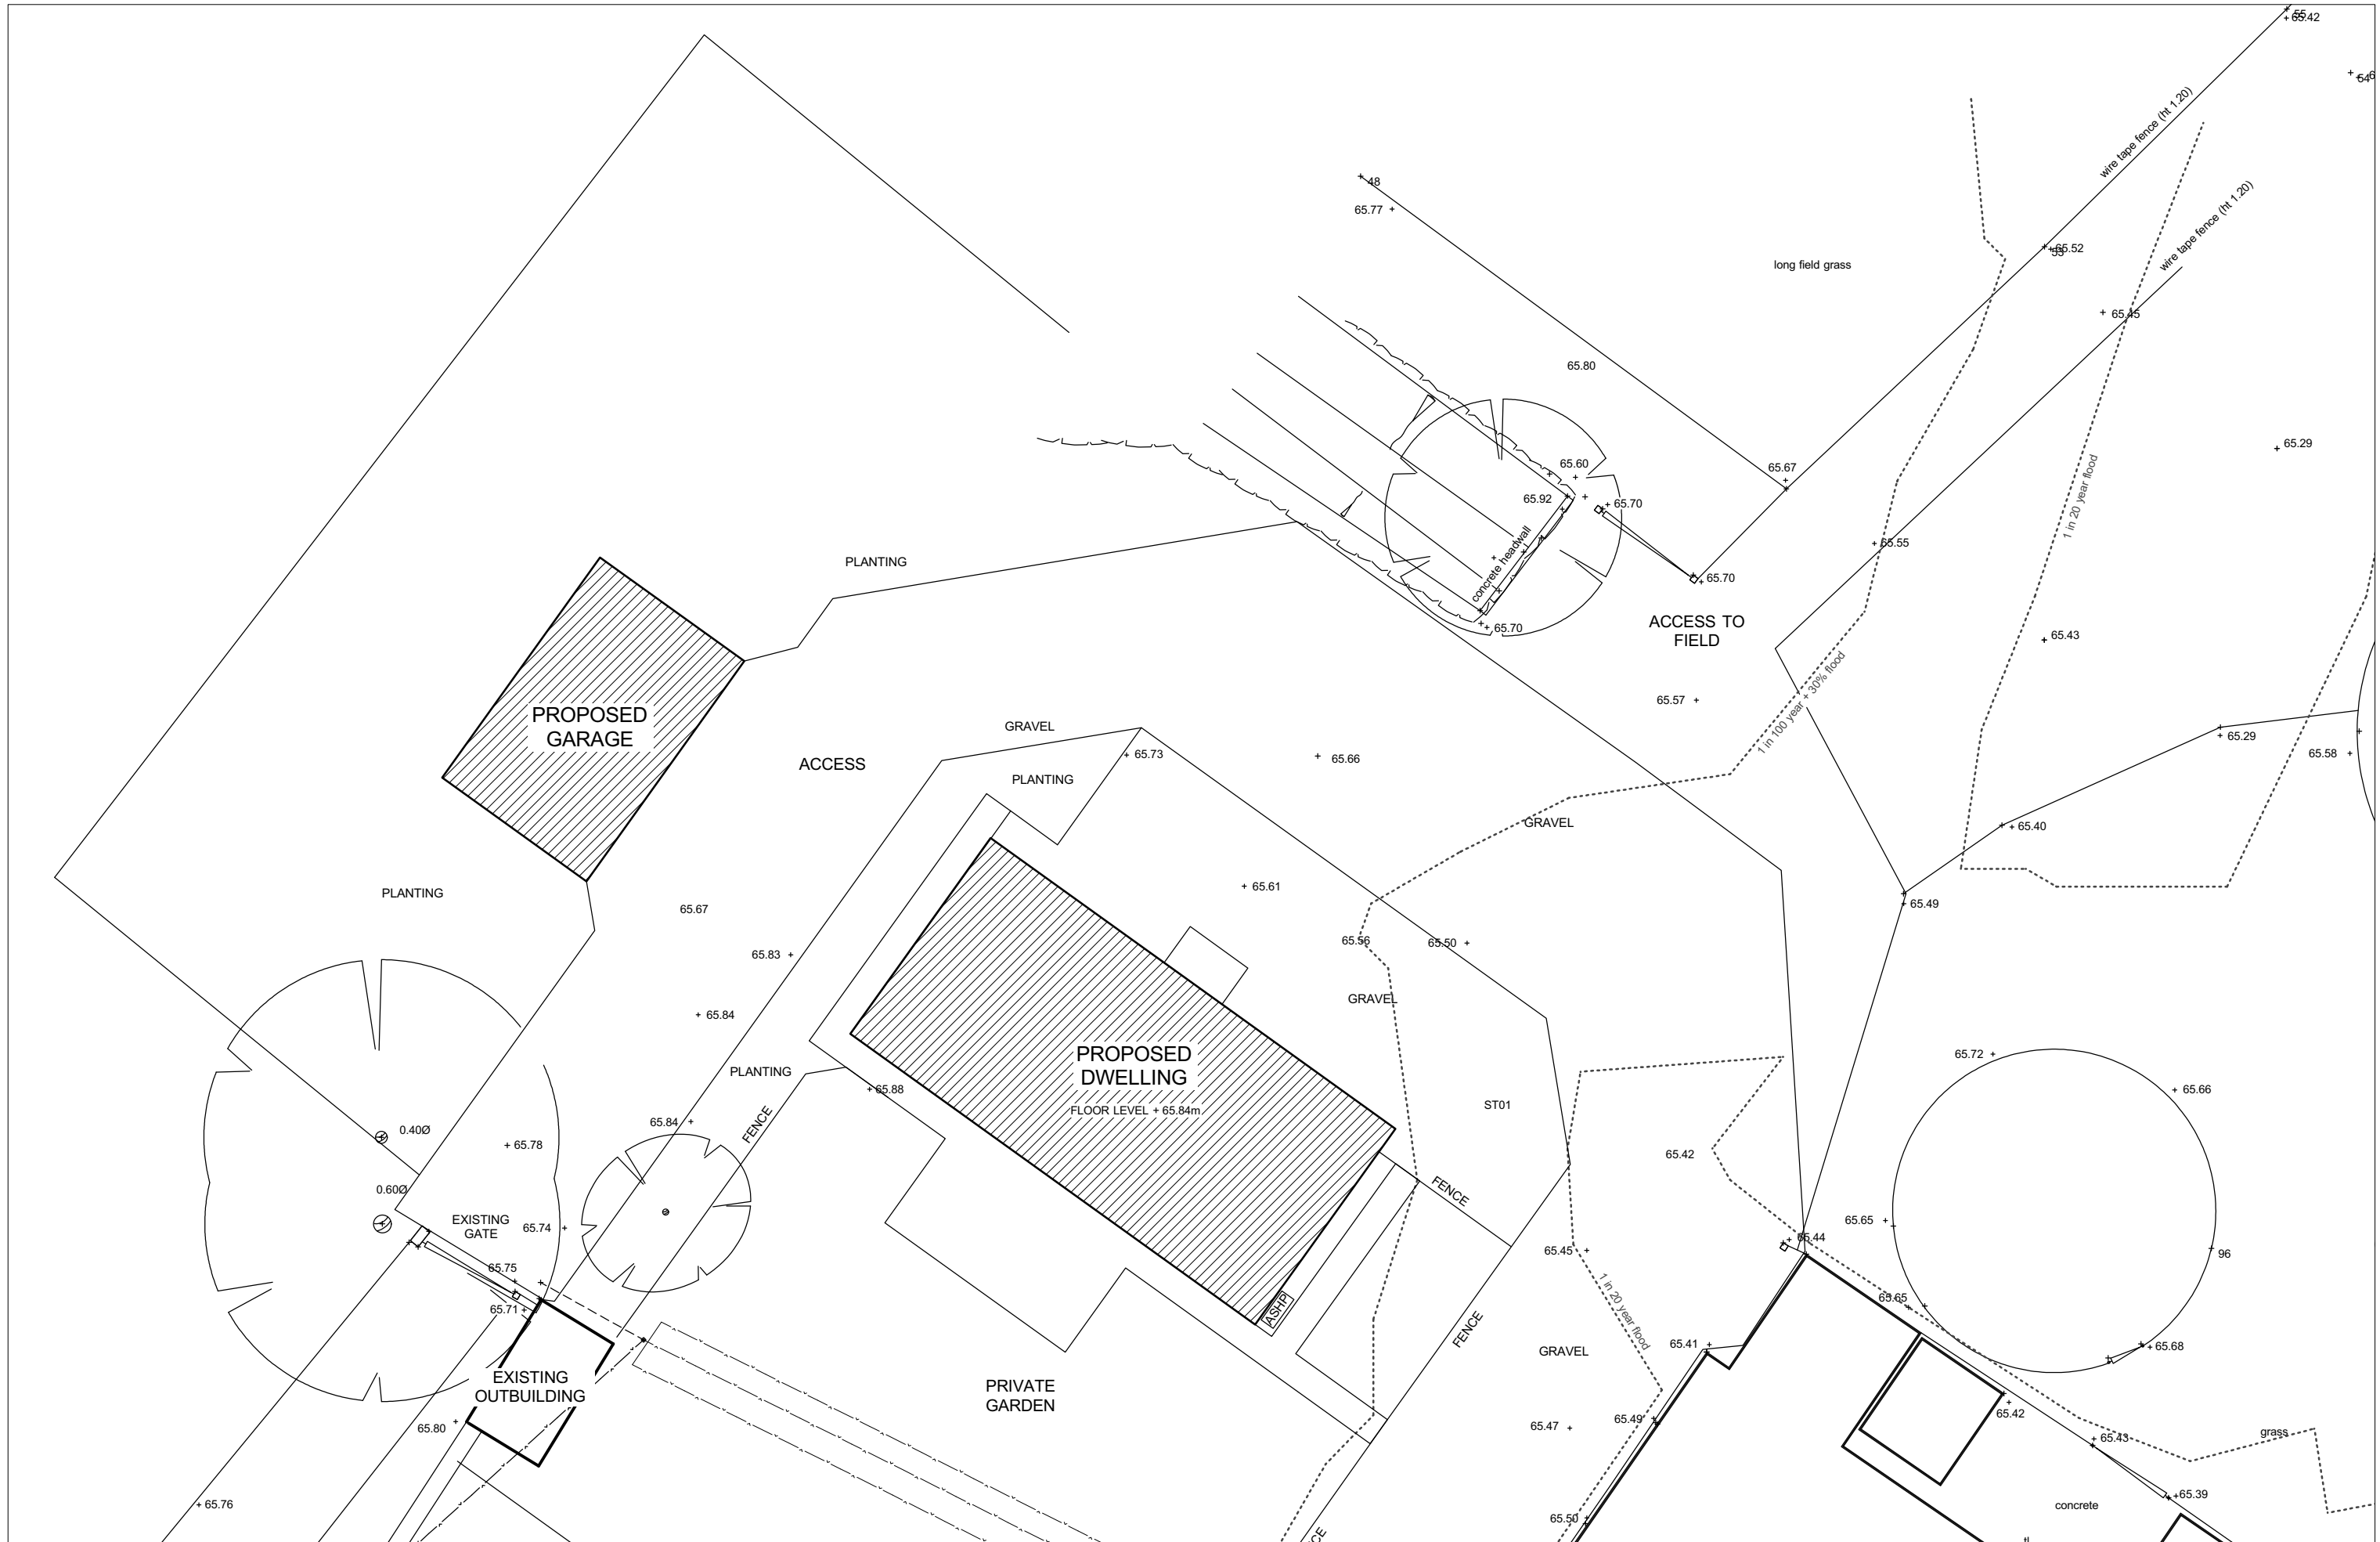 55
65.42
54
wire tape fence (ht 1.20)
48
65.77
wire tape fence (ht 1.20)
65.52
53
long field grass
65.45
65.80
65.29
65.60
65.67
65.92
65.70
1 in 20 year flood
concrete headwall
65.55
PLANTING
65.70
65.70
ACCESS TO
FIELD
65.43
1 in 100 year + 30% flood
65.57
PROPOSED
GARAGE
GRAVEL
65.73
65.66
65.29
65.58
ACCESS
PLANTING
GRAVEL
65.40
PLANTING
65.61
65.49
65.67
65.83
65.56
65.50
GRAVEL
65.84
PROPOSED
DWELLING
65.72
PLANTING
65.88
65.66
FLOOR LEVEL + 65.84m
ST01
FENCE
65.84
0.40Ø
65.78
65.42
0.60Ø
FENCE
EXISTING
GATE
65.74
65.65
65.44
65.45
96
65.75
65.71
ASHP
65.65
1 in 20 year flood
FENCE
65.41
GRAVEL
65.68
EXISTING
OUTBUILDING
PRIVATE
GARDEN
65.80
65.47
65.49
65.42
65.43
grass
65.76
65.39
concrete
65.50